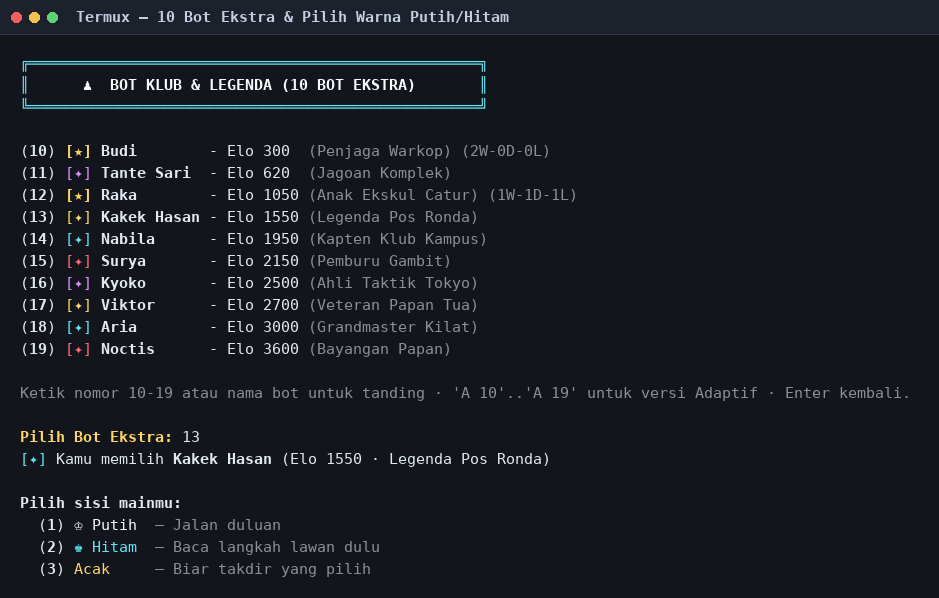 Termux — 10 Bot Ekstra & Pilih Warna Putih/Hitam
♟ BOT KLUB & LEGENDA (10 BOT EKSTRA)
(10) [★] Budi - Elo 300 (Penjaga Warkop) (2W-0D-0L)
(11) [✦] Tante Sari - Elo 620 (Jagoan Komplek)
(12) [★] Raka - Elo 1050 (Anak Ekskul Catur) (1W-1D-1L)
(13) [✦] Kakek Hasan - Elo 1550 (Legenda Pos Ronda)
(14) [✦] Nabila - Elo 1950 (Kapten Klub Kampus)
(15) [✦] Surya - Elo 2150 (Pemburu Gambit)
(16) [✦] Kyoko - Elo 2500 (Ahli Taktik Tokyo)
(17) [✦] Viktor - Elo 2700 (Veteran Papan Tua)
(18) [✦] Aria - Elo 3000 (Grandmaster Kilat)
(19) [✦] Noctis - Elo 3600 (Bayangan Papan)
Ketik nomor 10-19 atau nama bot untuk tanding · 'A 10'..'A 19' untuk versi Adaptif · Enter kembali.
Pilih Bot Ekstra: 13
[✦] Kamu memilih Kakek Hasan (Elo 1550 · Legenda Pos Ronda)
Pilih sisi mainmu:
(1) ♔ Putih — Jalan duluan
(2) ♚ Hitam — Baca langkah lawan dulu
(3) Acak — Biar takdir yang pilih